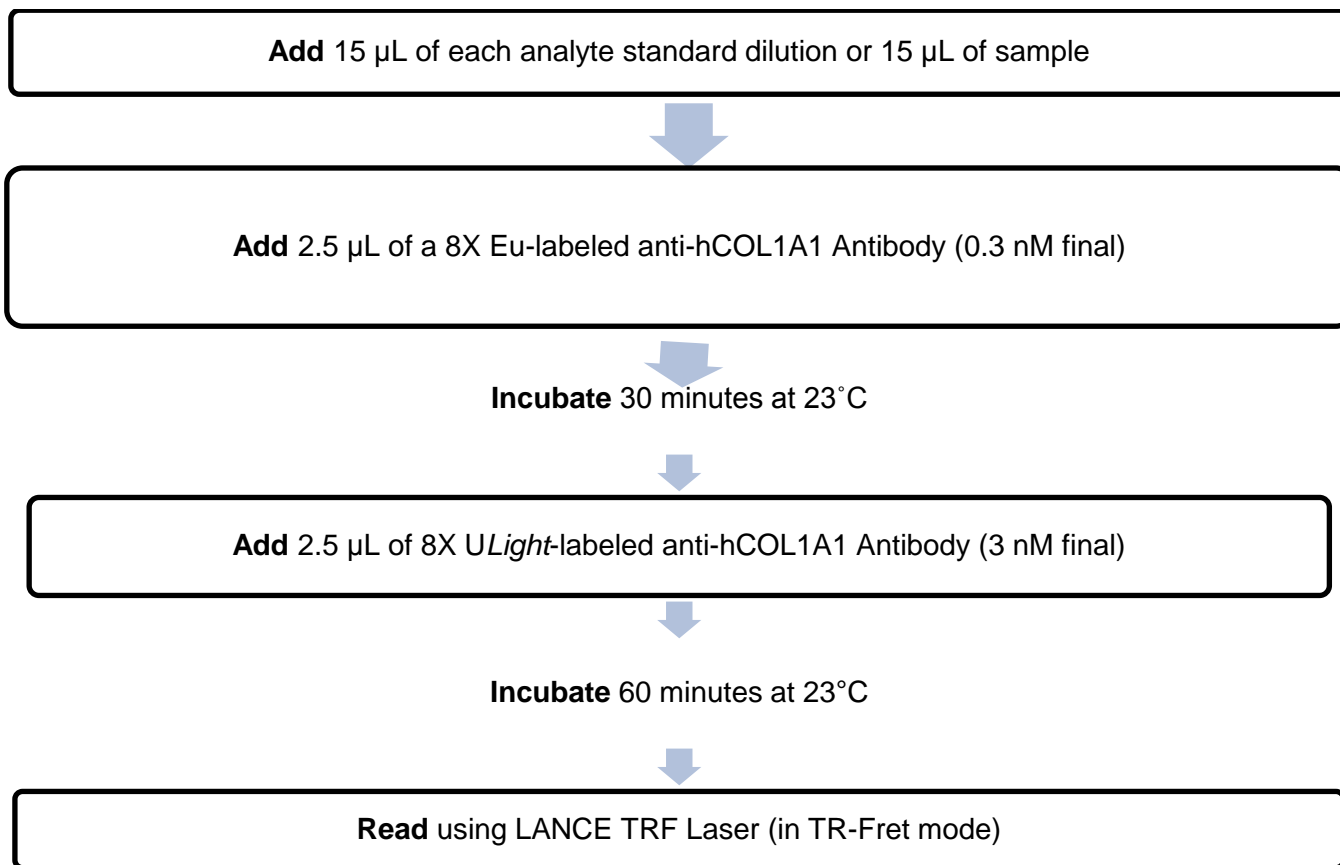 Add 15 µL of each analyte standard dilution or 15 µL of sample
Add 2.5 µL of a 8X Eu-labeled anti-hCOL1A1 Antibody (0.3 nM final)
Incubate 30 minutes at 23˚C
Add 2.5 µL of 8X ULight-labeled anti-hCOL1A1 Antibody (3 nM final)
Incubate 60 minutes at 23°C
Read using LANCE TRF Laser (in TR-Fret mode)